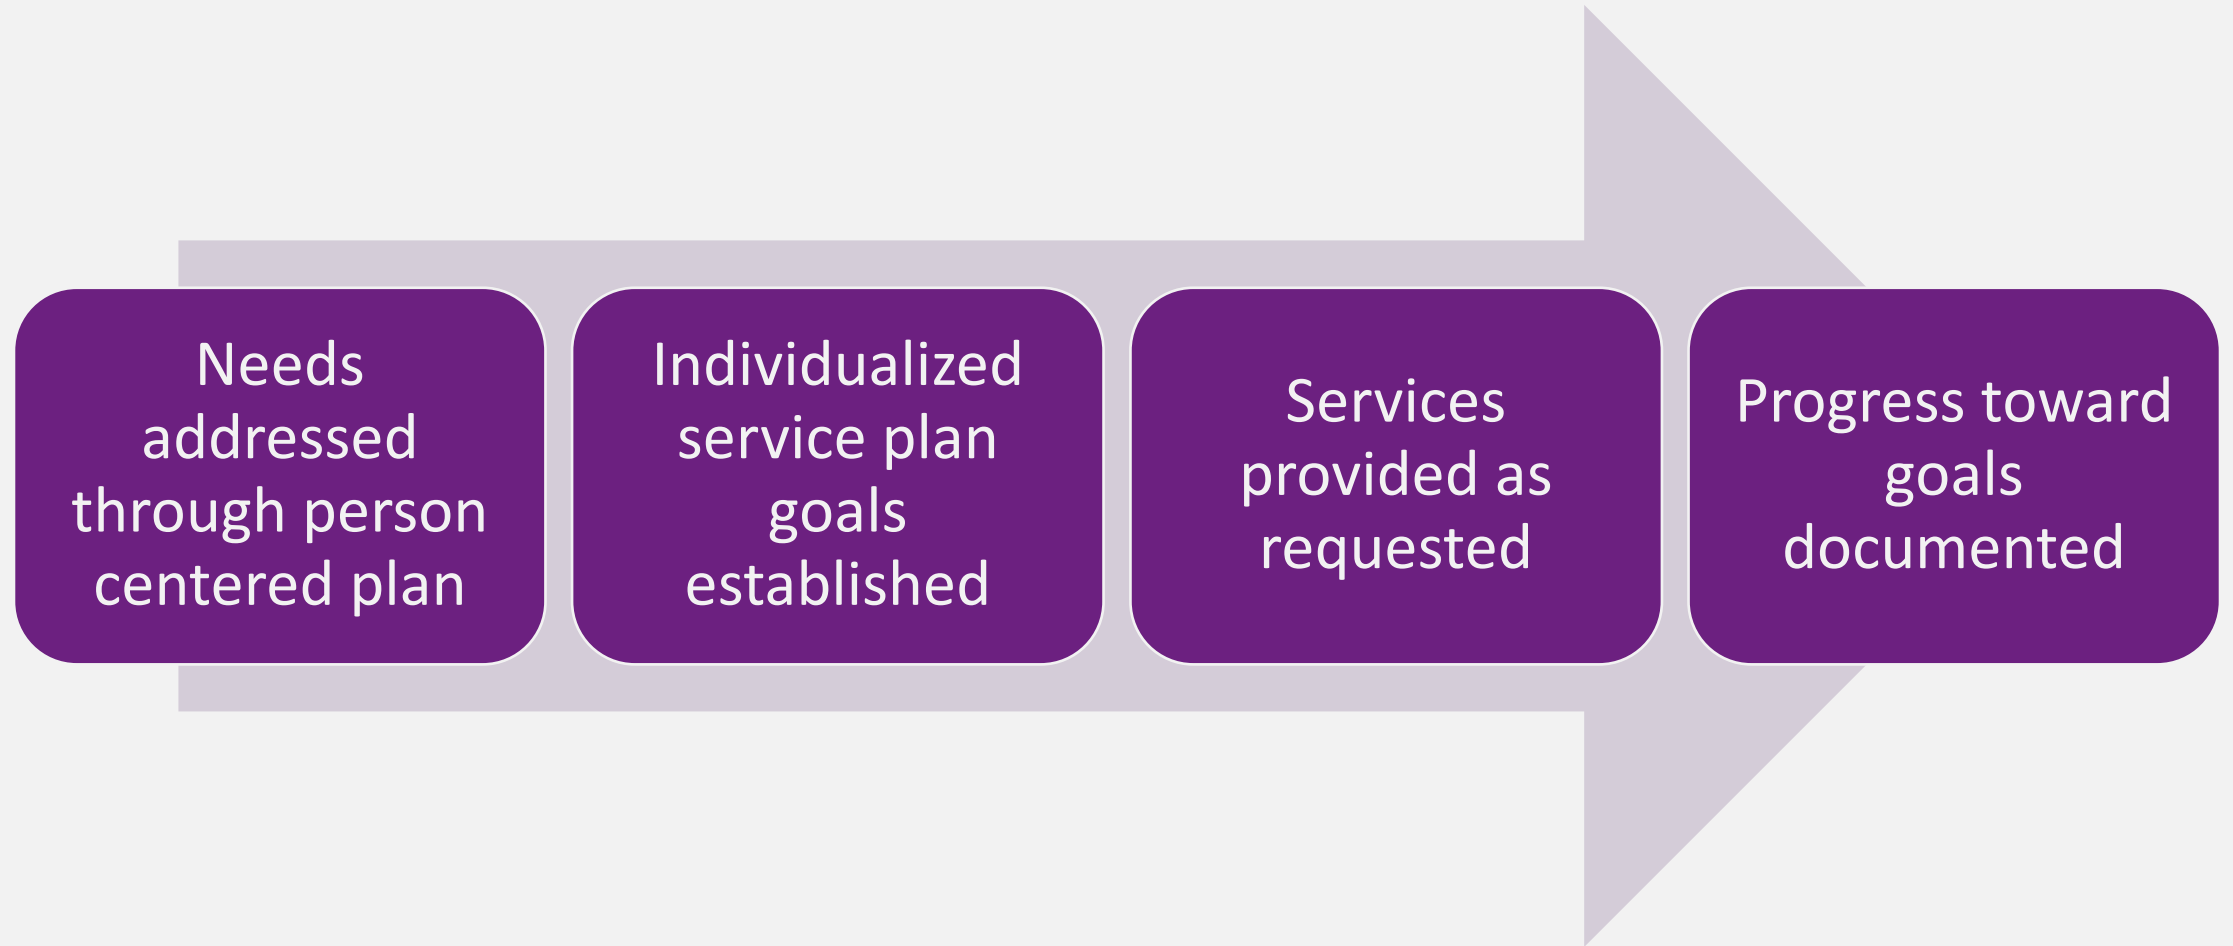 Needs
addressed
through person
centered plan
Individualized
service plan
goals
established
Services
provided as
requested
Progress toward
goals
documented